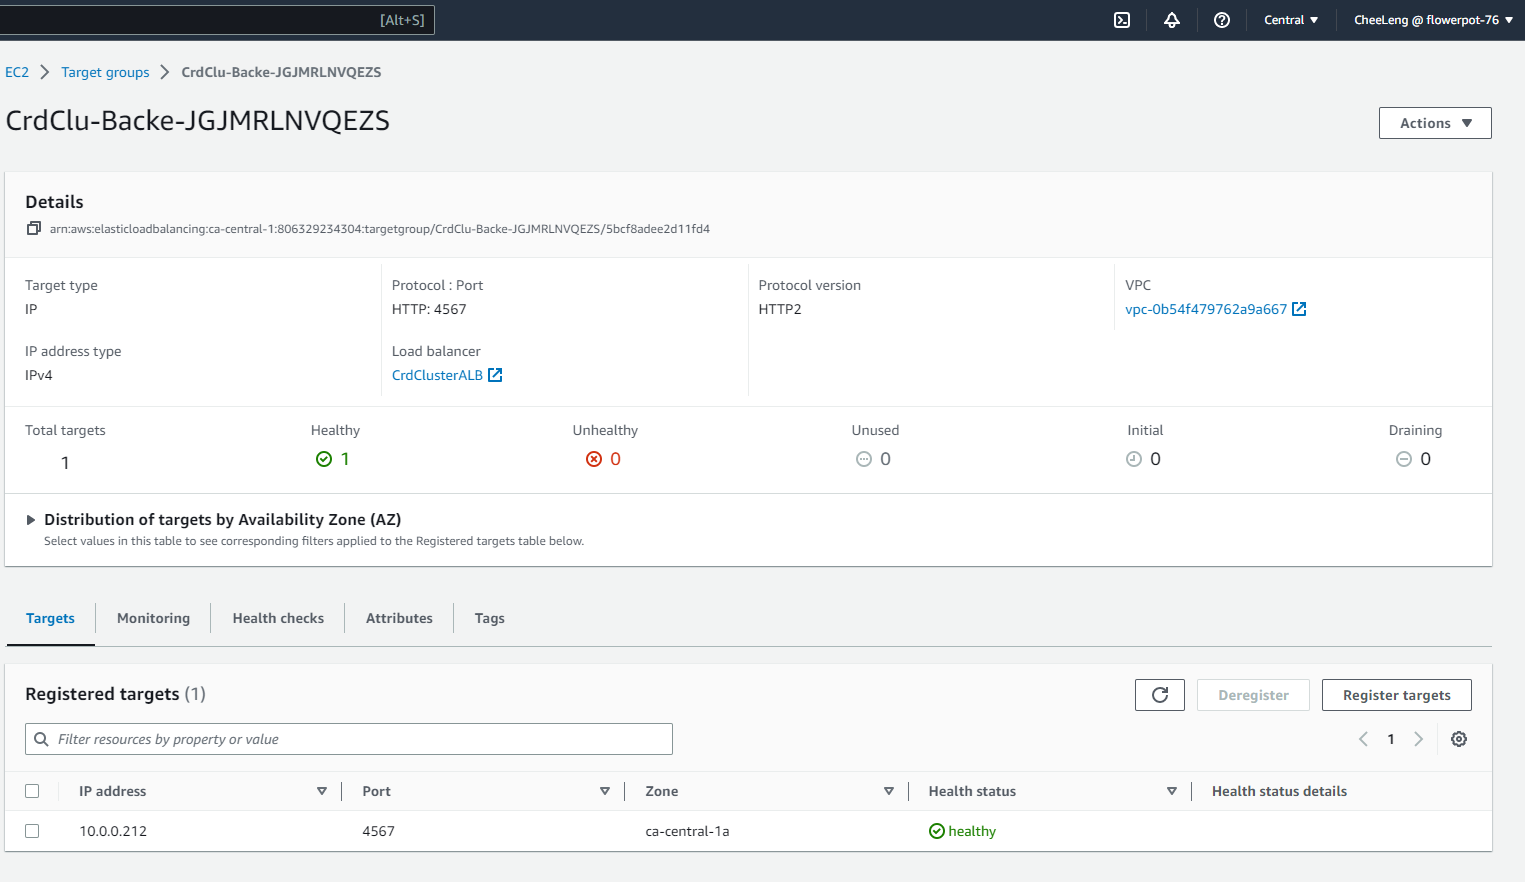 [Alt+S] Central CheeLeng @ flowerpot-76
EC2 Target groups CrdClu-Backe-JGJMRLNVQEZS
CrdClu-Backe-JGJMRLNVQEZS
Actions
Details
arn:aws:elasticloadbalancing:ca-central-1:806329234304:targetgroup/CrdClu-Backe-JGJMRLNVQEZS/5bcf8adee2d11fd4
Target type Protocol : Port Protocol version VPC
IP HTTP: 4567 HTTP2 vpc-0b54f479762a9a667
IP address type Load balancer
IPv4 CrdClusterALB
Total targets Healthy Unhealthy Unused Initial Draining
1 1 0 0 0 0
Distribution of targets by Availability Zone (AZ)
Select values in this table to see corresponding filters applied to the Registered targets table below.
Targets Monitoring Health checks Attributes Tags
Registered targets (1) Deregister Register targets
Filter resources by property or value 1
IP address Port Zone Health status Health status details
10.0.0.212 4567 ca-central-1a healthy